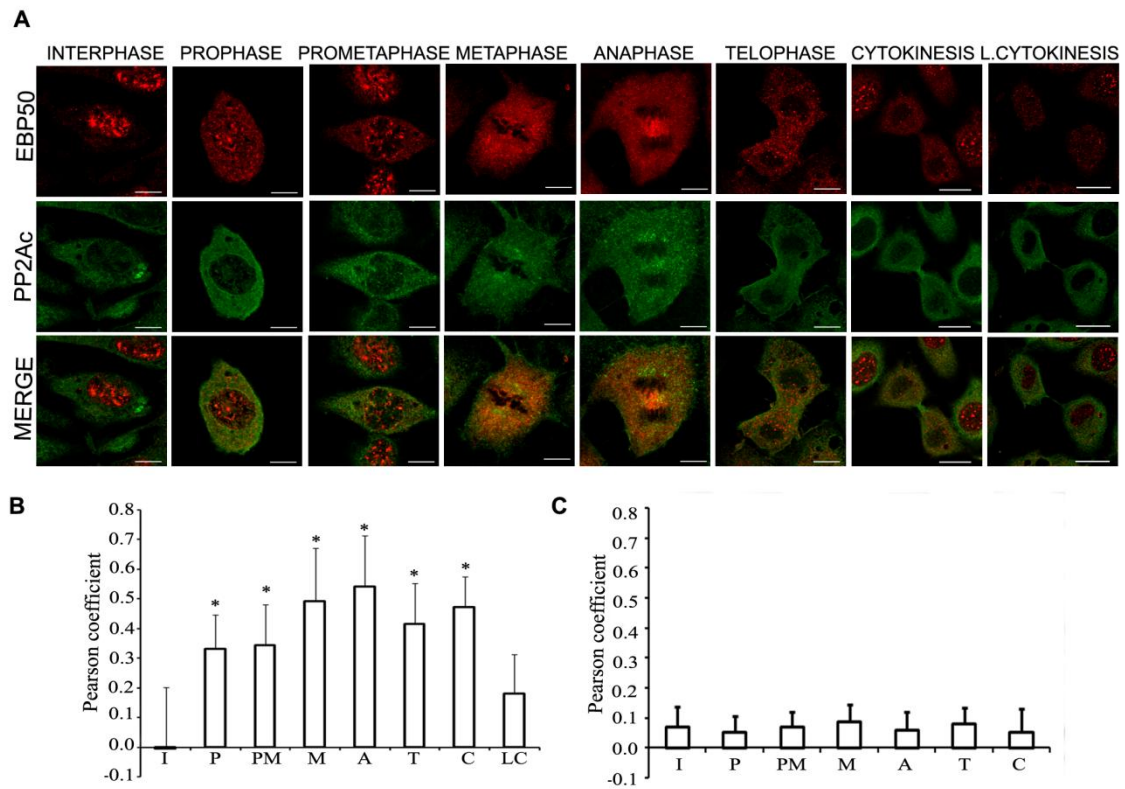 A
INTERPHASE PROPHASE PROMETAPHASE METAPHASE ANAPHASE TELOPHASE CYTOKINESIS L.CYTOKINESIS
EBP50
PP2Ac
MERGE
B
Pearson coefficient
0.8
0.7
0.6
0.5
0.4
0.3
0.2
0.1
0.0
-0.1
* * * * * *
I P PM M A T C LC
C
Pearson coefficient
0.8
0.7
0.6
0.5
0.4
0.3
0.2
0.1
0.0
-0.1
I P PM M A T C